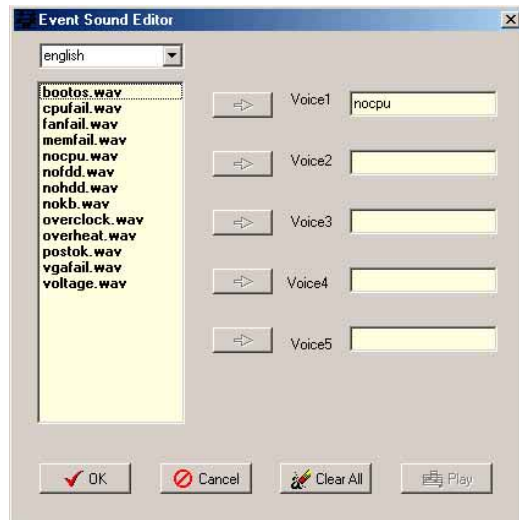 Event Sound Editor
english
bootos.wav
cpufail.wav
fanfail.wav
memfail.wav
nocpu.wav
nofdd.wav
nohdd.wav
nokb.wav
overclock.wav
overheat.wav
postok.wav
vgafail.wav
voltage.wav
Voice1 nocpu
Voice2
Voice3
Voice4
Voice5
OK Cancel Clear All Play